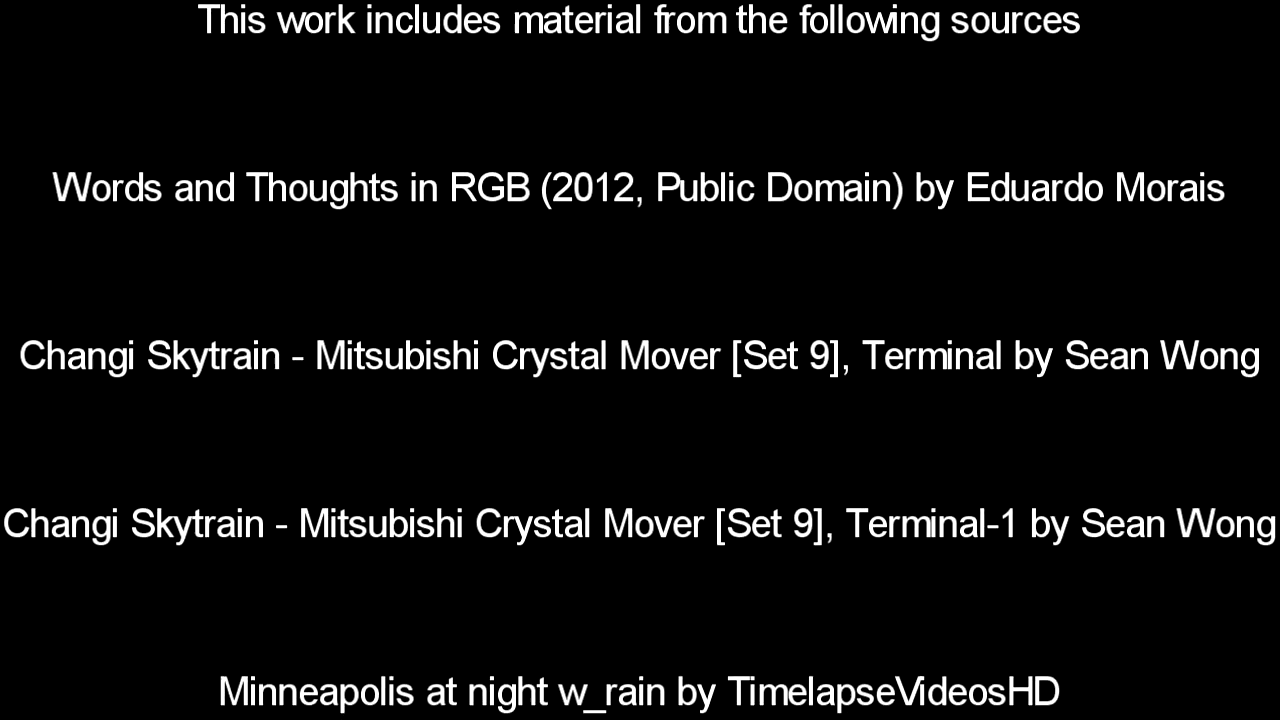 This work includes material from the following sources
Words and Thoughts in RGB (2012, Public Domain) by Eduardo Morais
Changi Skytrain - Mitsubishi Crystal Mover [Set 9], Terminal by Sean Wong
Changi Skytrain - Mitsubishi Crystal Mover [Set 9], Terminal-1 by Sean Wong
Minneapolis at night w_rain by TimelapseVideosHD